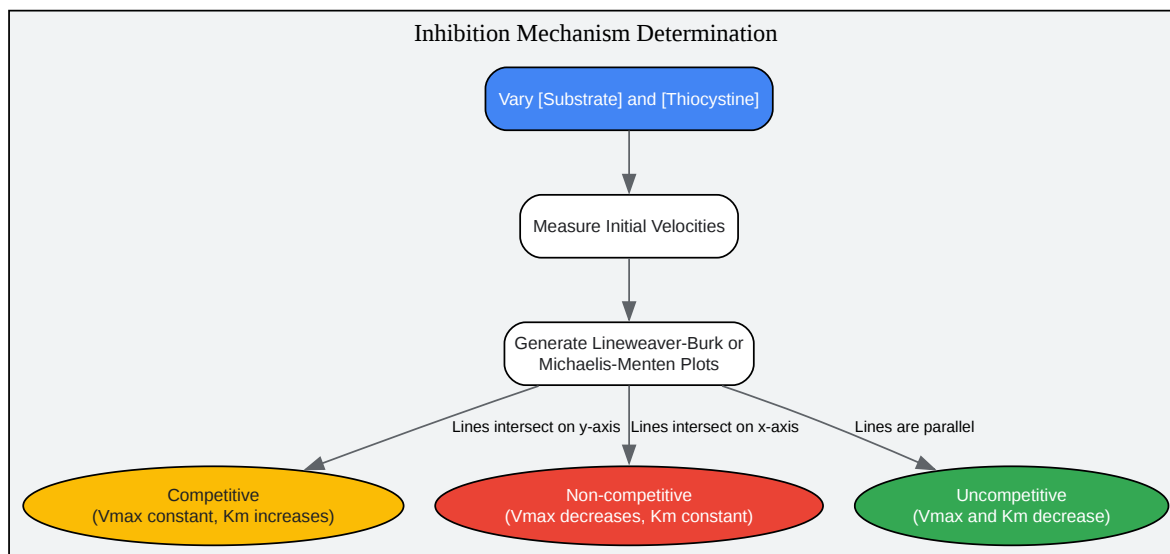 Inhibition Mechanism Determination
Vary [Substrate] and [Thiocystine]
Measure Initial Velocities
Generate Lineweaver-Burk or
Michaelis-Menten Plots
Lines intersect on y-axis
Lines intersect on x-axis
Lines are parallel
Competitive
(Vmax constant, Km increases)
Non-competitive
(Vmax decreases, Km constant)
Uncompetitive
(Vmax and Km decrease)